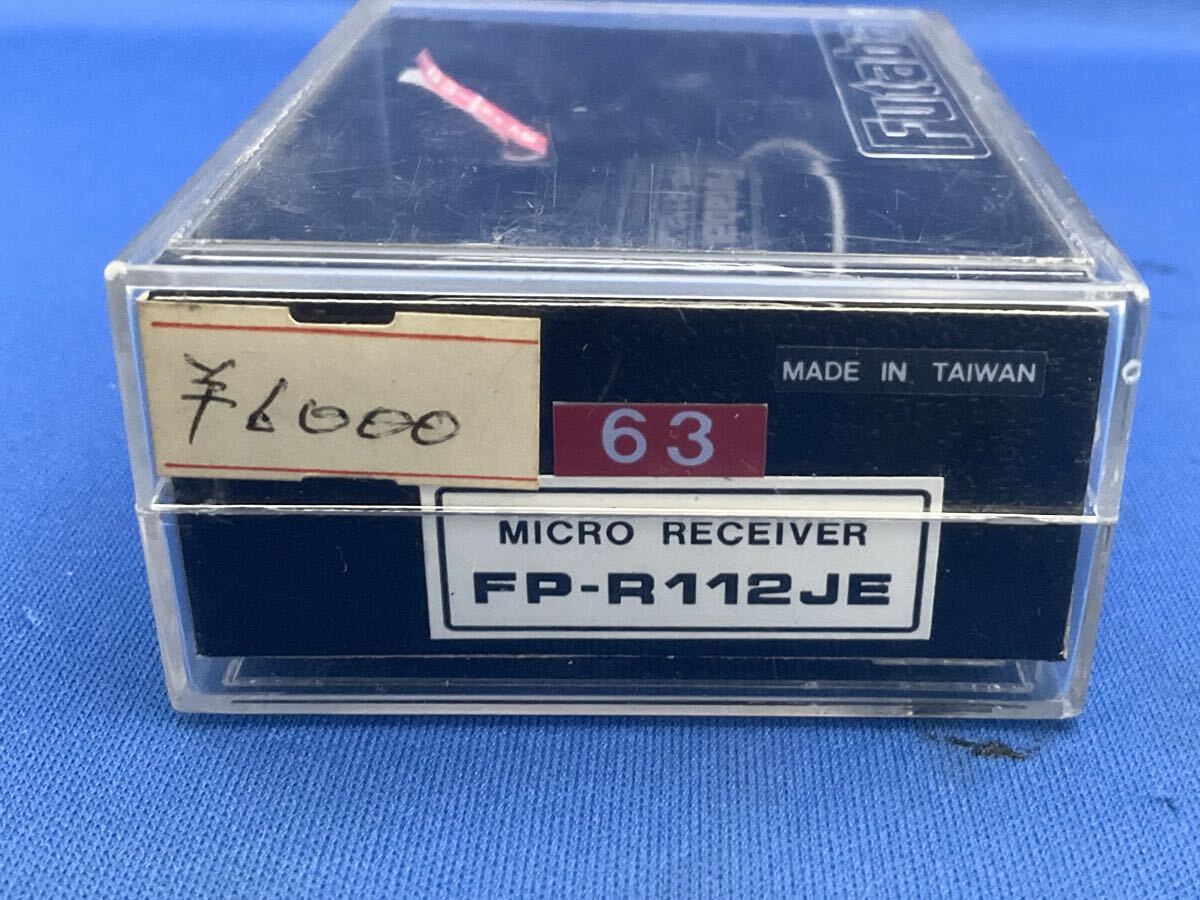 Futaba
¥6000
63
MADE IN TAIWAN
MICRO RECEIVER
FP-R112JE